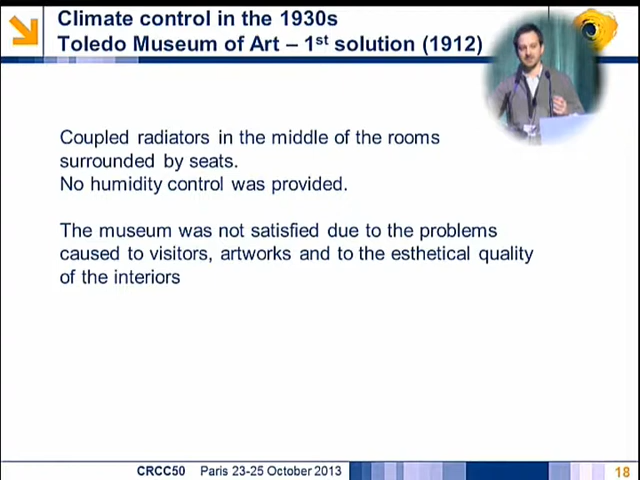 Climate control in the 1930s
Toledo Museum of Art – 1st solution (1912)
Coupled radiators in the middle of the rooms
surrounded by seats.
No humidity control was provided.
The museum was not satisfied due to the problems
caused to visitors, artworks and to the esthetical quality
of the interiors
CRCC50 Paris 23-25 October 2013
18